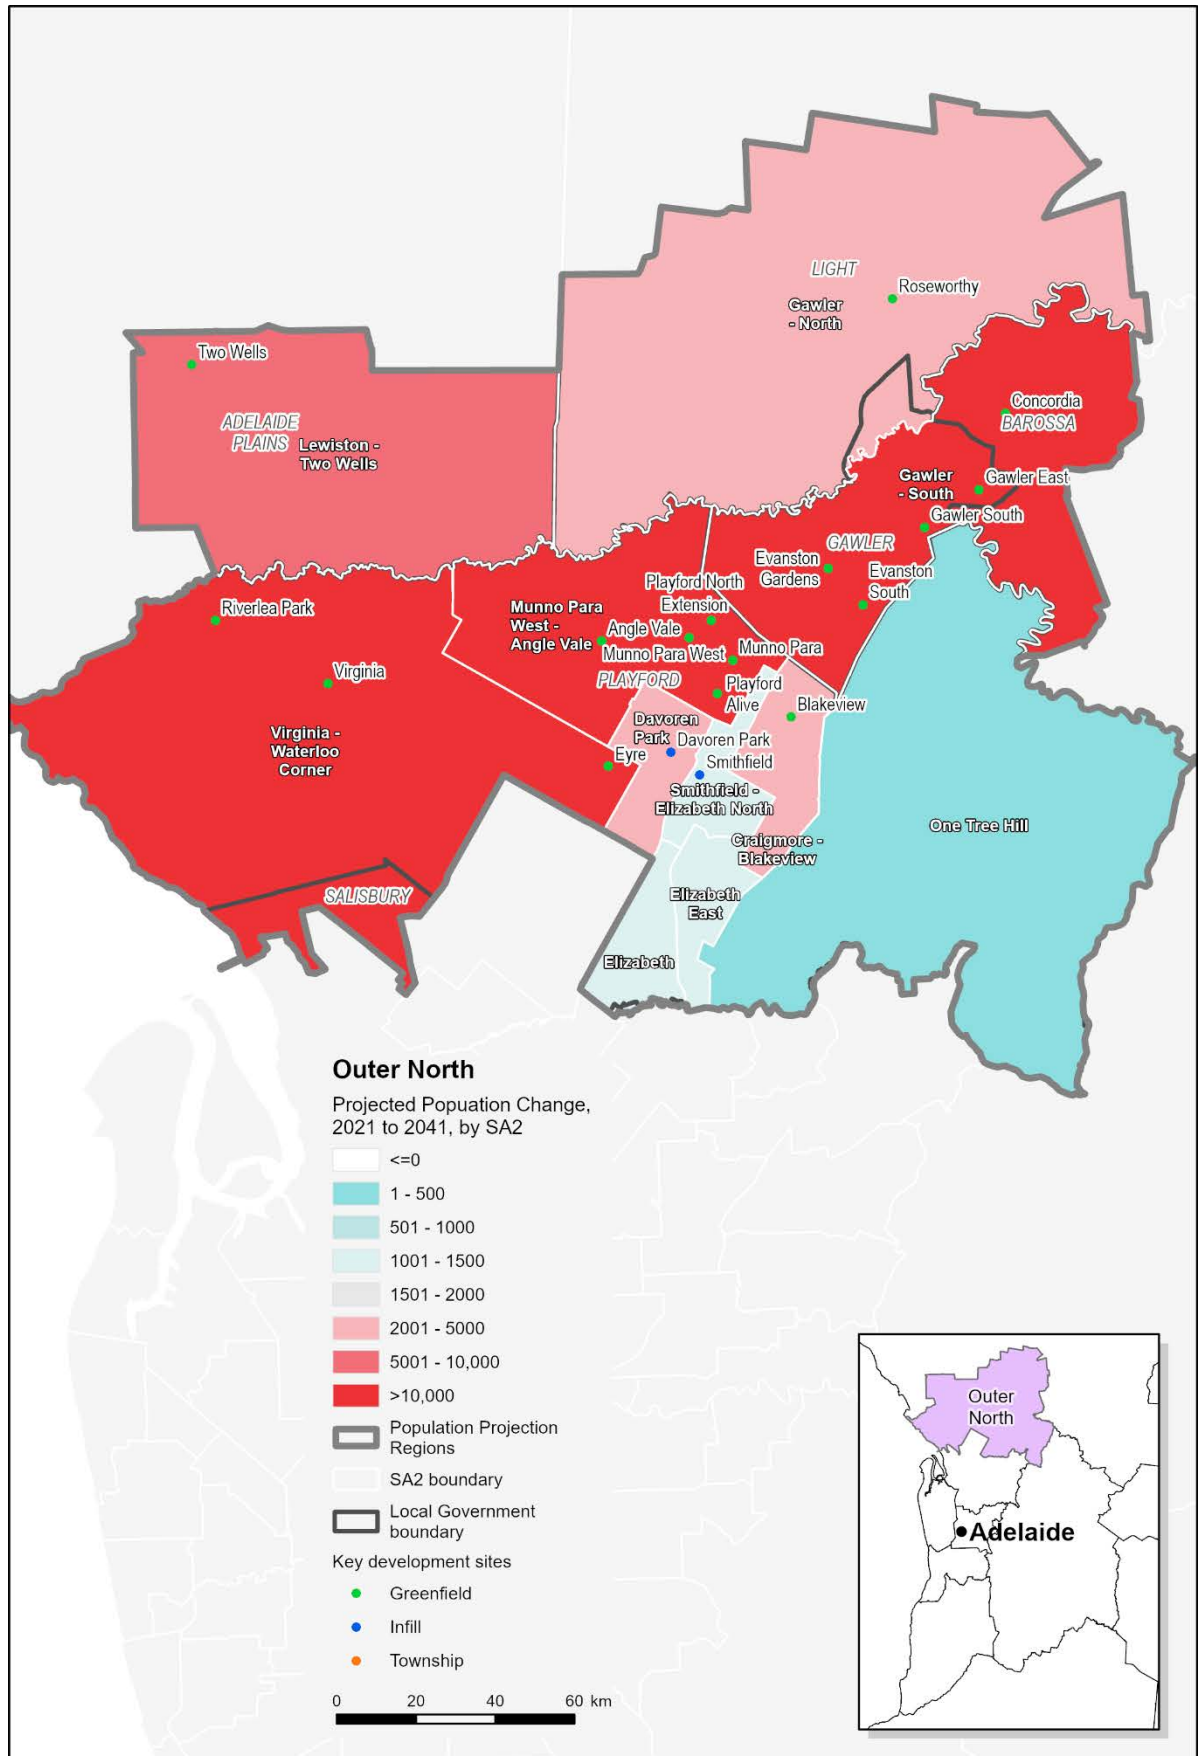 LIGHT
Roseworthy
Gawler
- North
Two Wells
Concordia
BAROSSA
ADELAIDE
PLAINS
Lewiston -
Two Wells
Gawler
- South
Gawler East
Gawler South
GAWLER
Evanston
Gardens
Evanston
South
Playford North
Extension
Riverlea Park
Munno Para
West -
Angle Vale
Angle Vale
Munno Para West
Munno Para
Virginia
PLAYFORD
Playford
Alive
Blakeview
Davoren
Park
Davoren Park
Virginia -
Waterloo
Corner
Eyre
Smithfield
Smithfield -
Elizabeth North
One Tree Hill
Craigmore -
Blakeview
SALISBURY
Elizabeth
East
Elizabeth
Outer North
Projected Popuation Change,
2021 to 2041, by SA2
<=0
1 - 500
501 - 1000
1001 - 1500
1501 - 2000
2001 - 5000
5001 - 10,000
>10,000
Population Projection
Regions
SA2 boundary
Local Government
boundary
Key development sites
Greenfield
Infill
Township
0 20 40 60 km
Outer
North
Adelaide